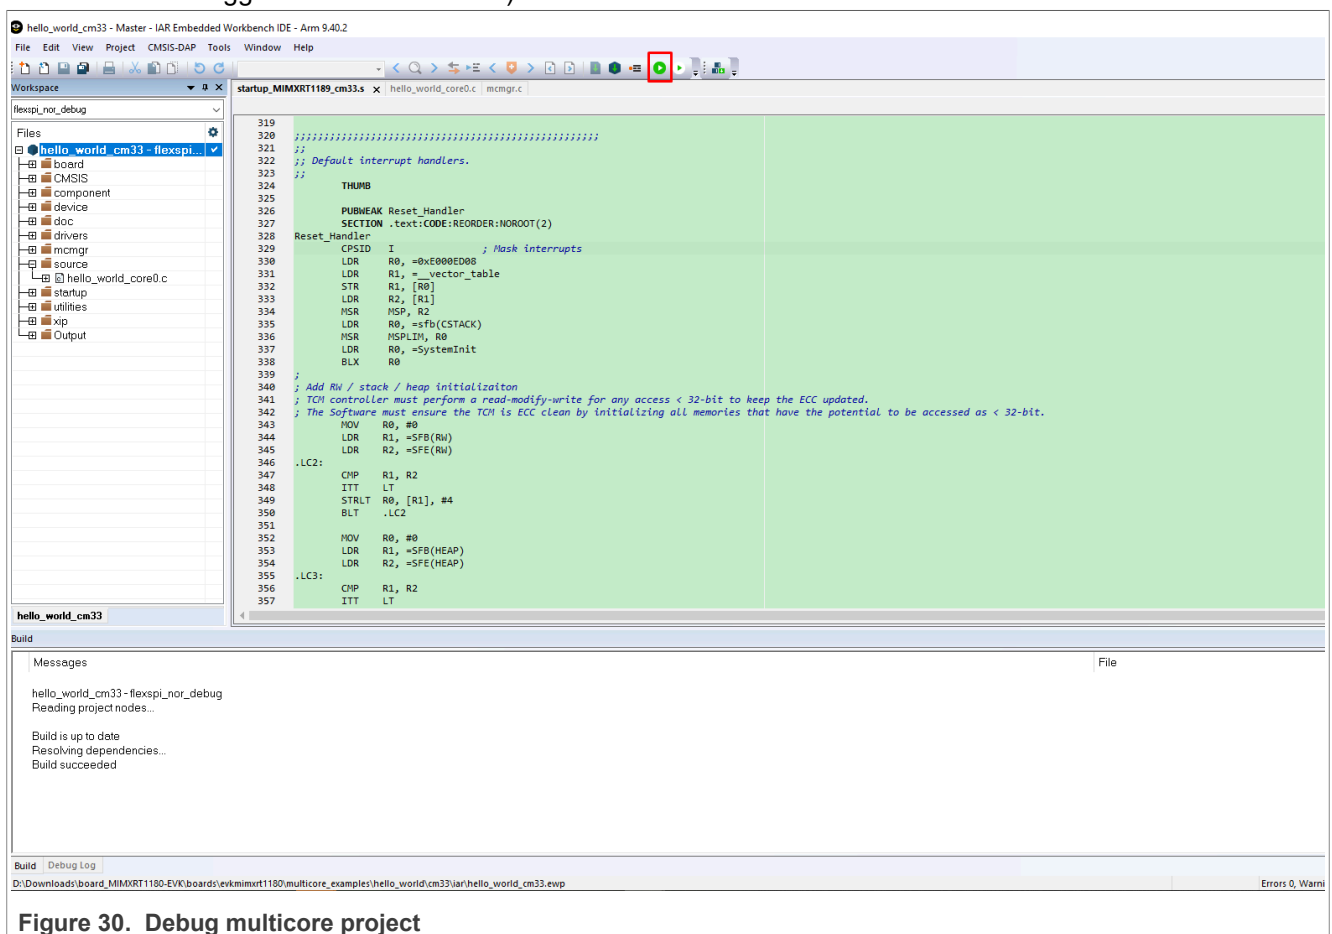 hello_world_cm33 - Master - IAR Embedded Workbench IDE - Arm 9.40.2
File Edit View Project CMSIS-DAP Tools Window Help
Workspace
startup_MIMXRT1189_cm33.s x hello_world_core0.c mcmgr.c
flexspi_nor_debug
Files
hello_world_cm33 - flexspi...
board
CMSIS
component
device
doc
drivers
mcmgr
source
hello_world_core0.c
startup
utilities
xip
Output
hello_world_cm33
319
320 ;;;;;;;;;;;;;;;;;;;;;;;;;;;;;;;;;;;;;;;;;;;;;;;;;;;;
321 ;;
322 ;; Default interrupt handlers.
323 ;;
324 THUMB
325
326 PUBWEAK Reset_Handler
327 SECTION .text:CODE:REORDER:NOROOT(2)
328 Reset_Handler
329 CPSID I ; Mask interrupts
330 LDR R0, =0xE000ED08
331 LDR R1, =__vector_table
332 STR R1, [R0]
333 LDR R2, [R1]
334 MSR MSP, R2
335 LDR R0, =sfb(CSTACK)
336 MSR MSPLIM, R0
337 LDR R0, =SystemInit
338 BLX R0
339 ;
340 ; Add RW / stack / heap initializaiton
341 ; TCM controller must perform a read-modify-write for any access < 32-bit to keep the ECC updated.
342 ; The Software must ensure the TCM is ECC clean by initializing all memories that have the potential to be accessed as < 32-bit.
343 MOV R0, #0
344 LDR R1, =SFB(RW)
345 LDR R2, =SFE(RW)
346 .LC2:
347 CMP R1, R2
348 ITT LT
349 STRLT R0, [R1], #4
350 BLT .LC2
351
352 MOV R0, #0
353 LDR R1, =SFB(HEAP)
354 LDR R2, =SFE(HEAP)
355 .LC3:
356 CMP R1, R2
357 ITT LT
Build
Messages File
hello_world_cm33 - flexspi_nor_debug
Reading project nodes...
Build is up to date
Resolving dependencies...
Build succeeded
Build Debug Log
D:\Downloads\board_MIMXRT1180-EVK\boards\evkmimxrt1180\multicore_examples\hello_world\cm33\iar\hello_world_cm33.ewp Errors 0, Warni
Figure 30. Debug multicore project